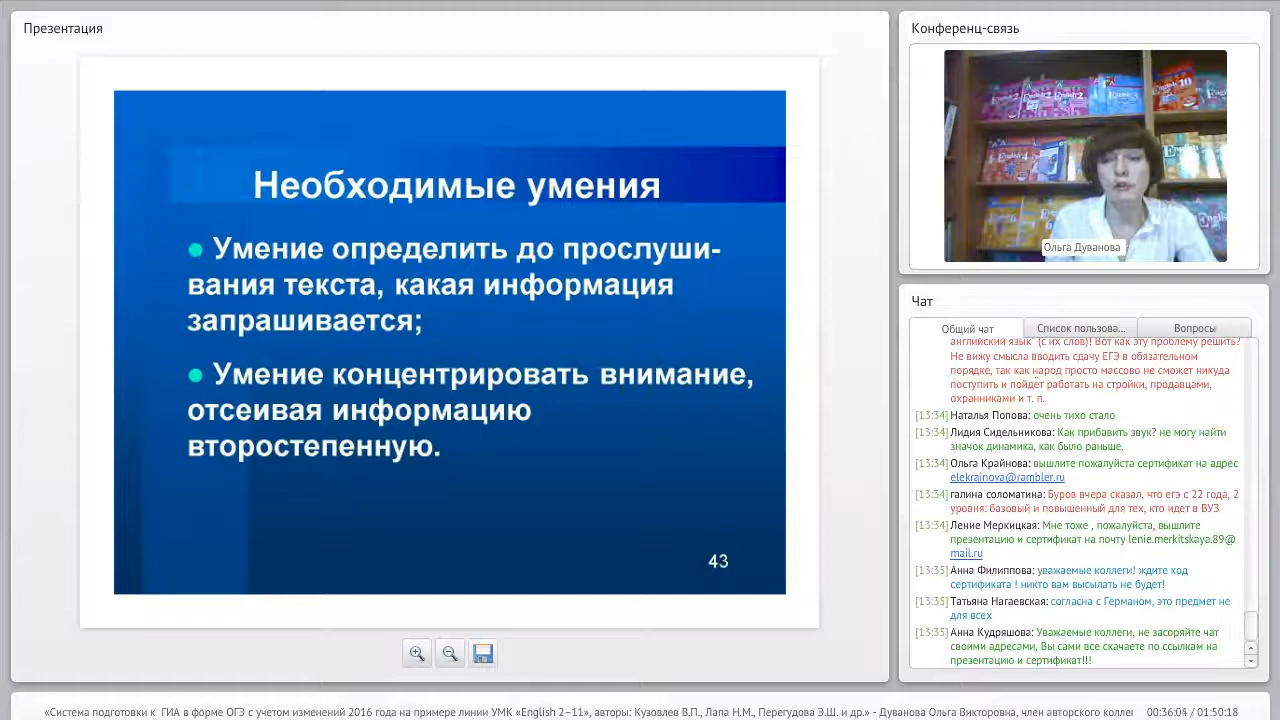 Презентация
Необходимые умения
● Умение определить до прослуши-
вания текста, какая информация
запрашивается;
● Умение концентрировать внимание,
отсеивая информацию
второстепенную.
43
Конференц-связь
Ольга Дуванова
Чат
Общий чат
Список пользова...
Вопросы
английский язык" (с их слов)! Вот как эту проблему решить?
Не вижу смысла вводить сдачу ЕГЭ в обязательном
порядке, так как народ просто массово не сможет никуда
поступить и пойдёт работать на стройки, продавцами,
охранниками и т. п.
[13:34] Наталья Попова: очень тихо стало
[13:34] Лидия Сидельникова: Как прибавить звук? не могу найти
значок динамика, как было раньше.
[13:34] Ольга Крайнова: вышлите пожалуйста сертификат на адрес
elekrainova@rambler.ru
[13:34] галина соломатина: Буров вчера сказал, что егэ с 22 года, 2
уровня: базовый и повышенный для тех, кто идет в ВУЗ
[13:34] Ление Меркицкая: Мне тоже , пожалуйста, вышлите
презентацию и сертификат на почту lenie.merkitskaya.89@
mail.ru
[13:35] Анна Филиппова: уважаемые коллеги! ждите код
сертификата ! никто вам высылать не будет!
[13:35] Татьяна Нагаевская: согласна с Германом, это предмет не
для всех
[13:35] Анна Кудряшова: Уважаемые коллеги, не засоряйте чат
своими адресами, Вы сами все скачаете по ссылкам на
презентацию и сертификат!!!
«Система подготовки к ГИА в форме ОГЭ с учетом изменений 2016 года на примере линии УМК «English 2–11», авторы: Кузовлев В.П., Лапа Н.М., Перегудова Э.Ш. и др.» - Дуванова Ольга Викторовна, член авторского коллек 00:36:04 / 01:50:18